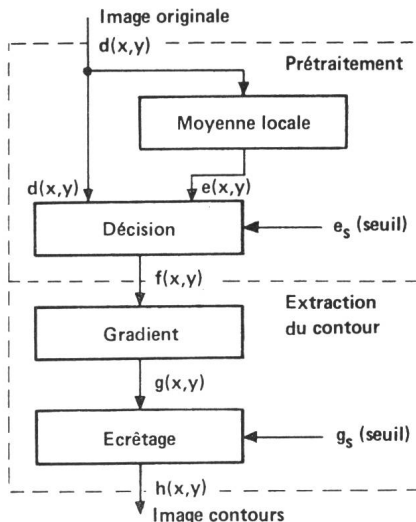 Image originale
d(x,y)
Prétraitement
Moyenne locale
d(x,y)
e(x,y)
Décision
e_s (seuil)
f(x,y)
Extraction
du contour
Gradient
g(x,y)
Ecrêtage
g_s (seuil)
h(x,y)
Image contours